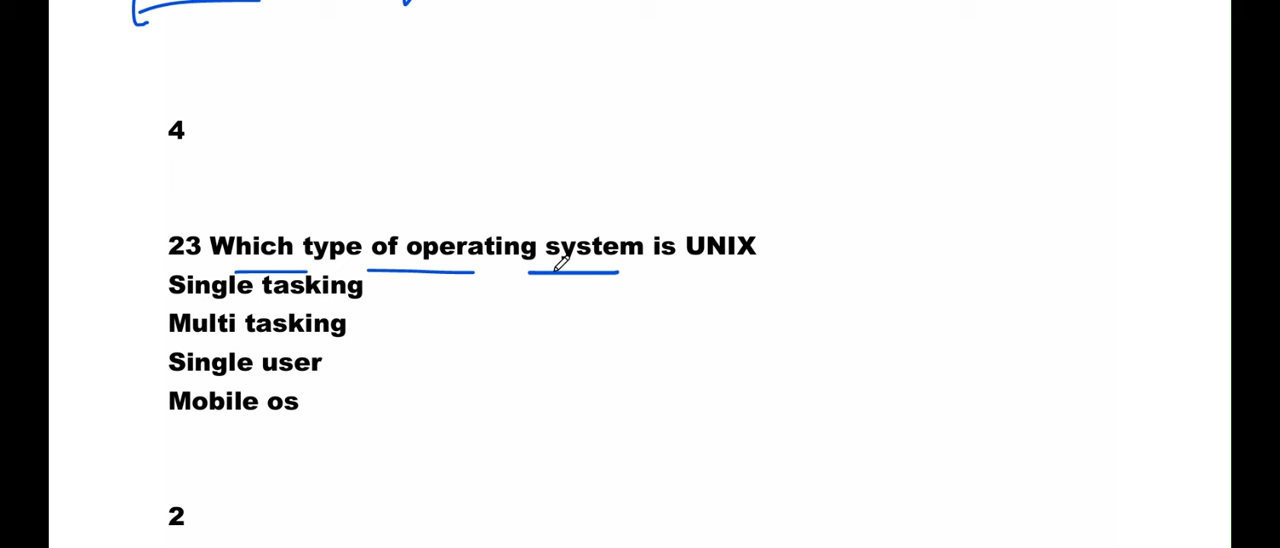 4
23 Which type of operating system is UNIX
Single tasking
Multi tasking
Single user
Mobile os
2